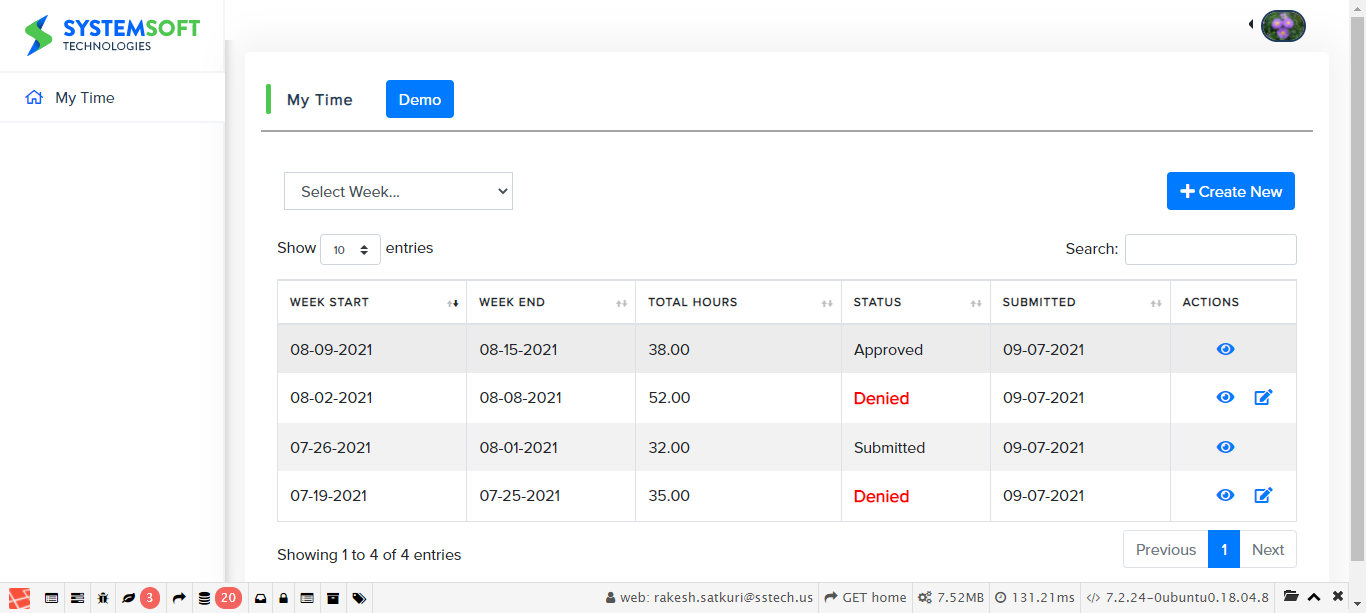 SYSTEMSOFT
TECHNOLOGIES
My Time
My Time
Demo
Select Week...
Create New
Show 10 entries
Search:
WEEK START WEEK END TOTAL HOURS STATUS SUBMITTED ACTIONS
08-09-2021 08-15-2021 38.00 Approved 09-07-2021
08-02-2021 08-08-2021 52.00 Denied 09-07-2021
07-26-2021 08-01-2021 32.00 Submitted 09-07-2021
07-19-2021 07-25-2021 35.00 Denied 09-07-2021
Showing 1 to 4 of 4 entries
Previous 1 Next
3 20 web: rakesh.satkuri@sstech.us GET home 7.52MB 131.21ms 7.2.24-0ubuntu0.18.04.8